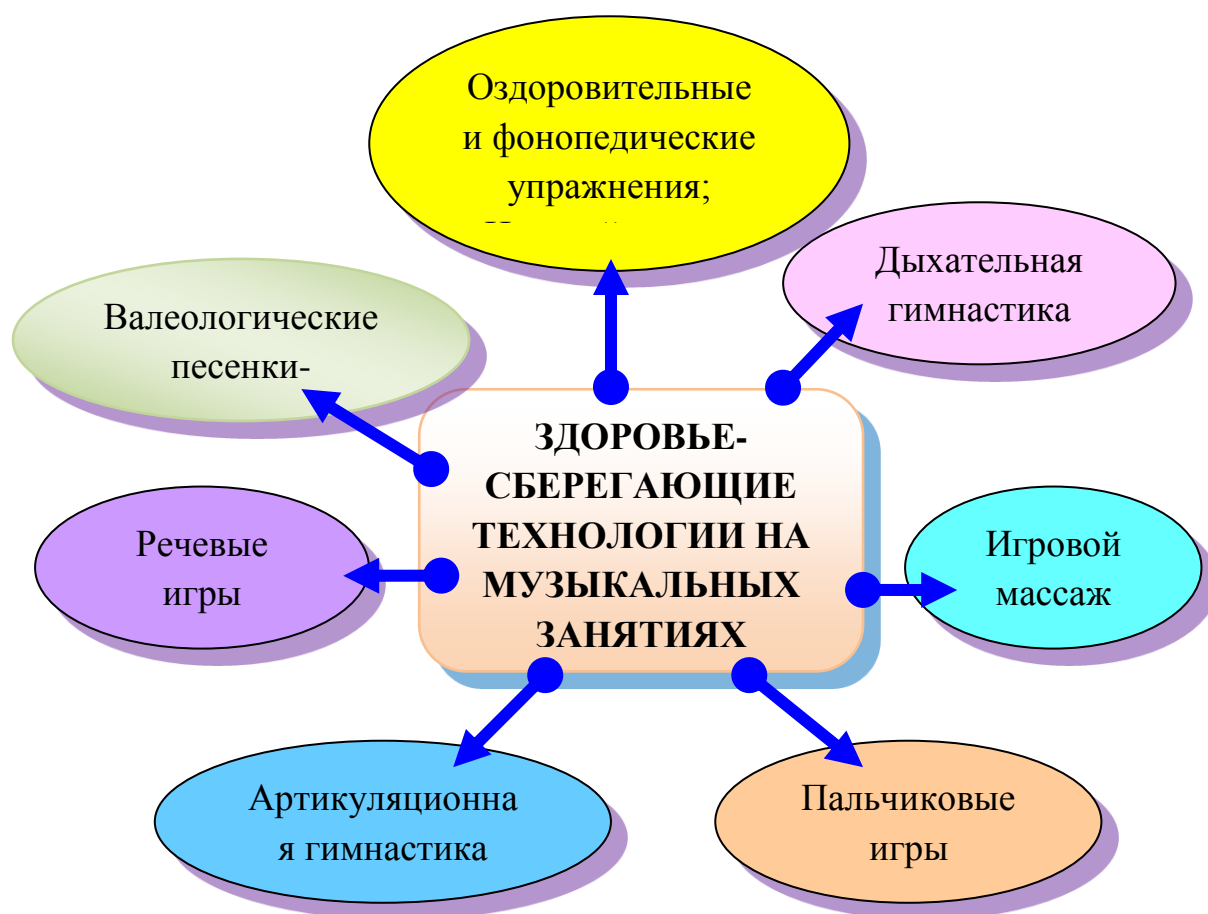 Оздоровительные
и фонопедические
упражнения;
Дыхательная
гимнастика
Валеологические
песенки-
ЗДОРОВЬЕ-
СБЕРЕГАЮЩИЕ
ТЕХНОЛОГИИ НА
МУЗЫКАЛЬНЫХ
ЗАНЯТИЯХ
Речевые
игры
Игровой
массаж
Артикуляционна
я гимнастика
Пальчиковые
игры